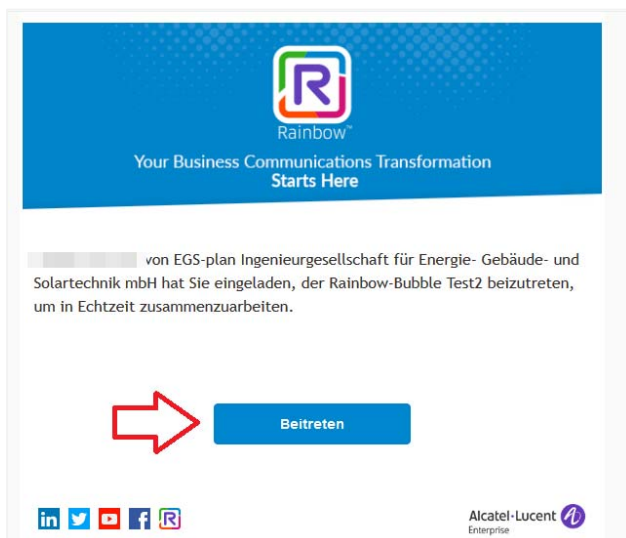 R
Rainbow™
Your Business Communications Transformation
Starts Here
von EGS-plan Ingenieurgesellschaft für Energie- Gebäude- und
Solartechnik mbH hat Sie eingeladen, der Rainbow-Bubble Test2 beizutreten,
um in Echtzeit zusammenzuarbeiten.
Beitreten
in f R Alcatel·Lucent
Enterprise